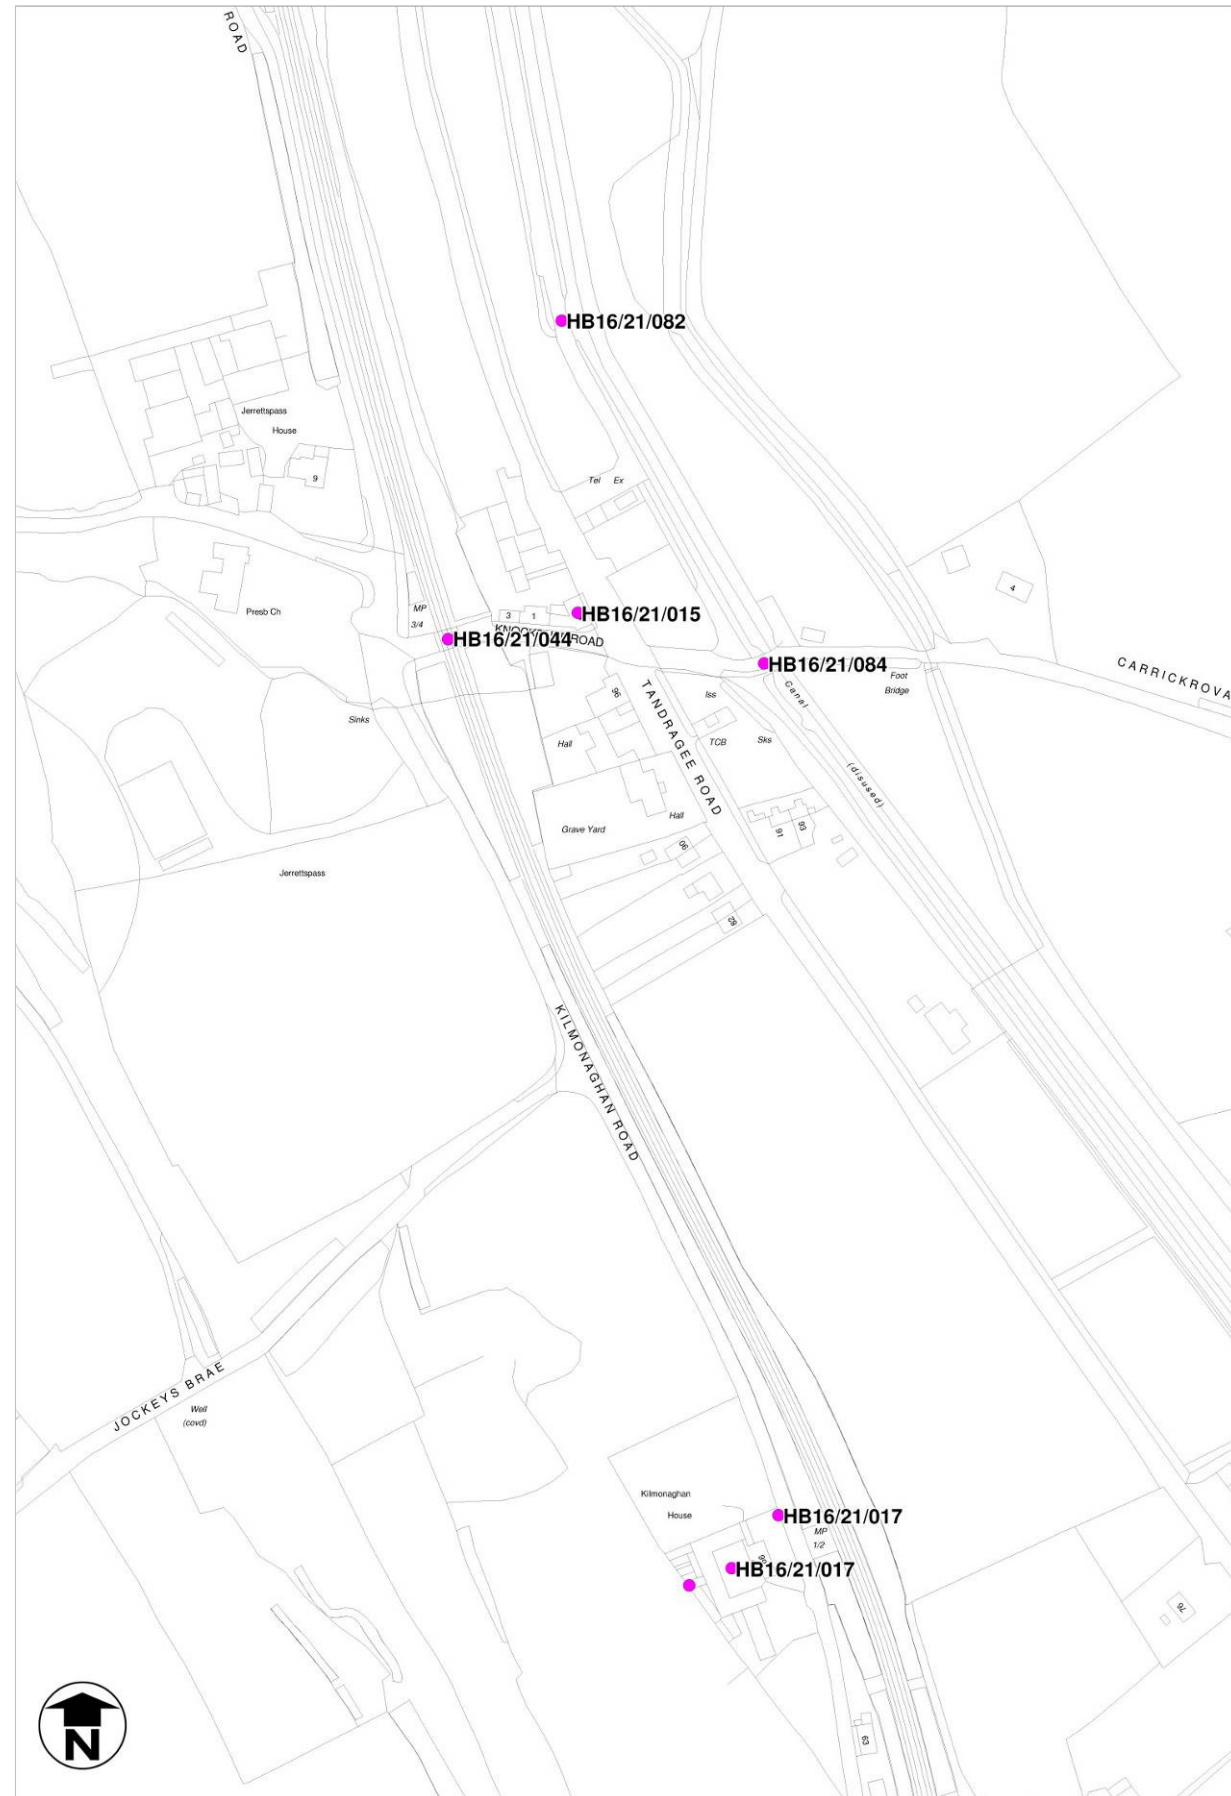 ROAD
HB16/21/082
Jerrettspass
House
9
Tel Ex
4
Presb Ch
MP
3/4
3
1
HB16/21/015
HB16/21/044
ROAD
HB16/21/084
Foot
Bridge
CARRICKROVA
Canal
(disused)
Iss
TCB
Sks
Sinks
96
TANDRAGEE ROAD
Hall
Hall
Grave Yard
91
93
90
82
Jerrettspass
KILMONAGHAN ROAD
JOCKEYS BRAE
Well
(covd)
Kilmonaghan
House
HB16/21/017
MP
1/2
HB16/21/017
76
63
N